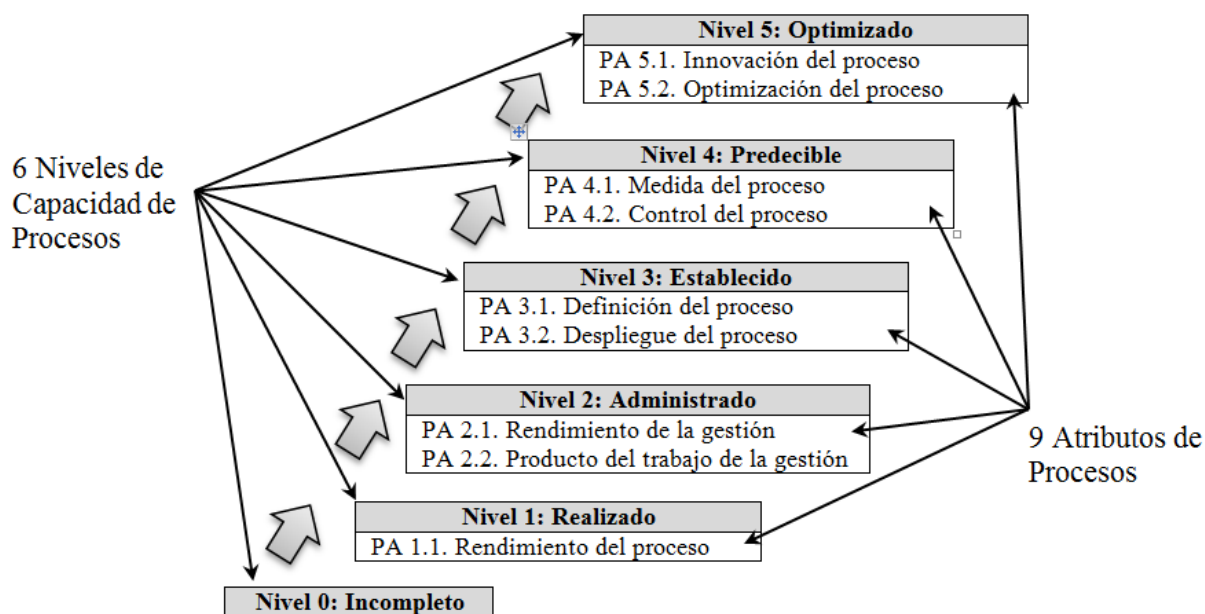 Nivel 5: Optimizado
PA 5.1. Innovación del proceso
PA 5.2. Optimización del proceso
6 Niveles de
Capacidad de
Procesos
Nivel 4: Predecible
PA 4.1. Medida del proceso
PA 4.2. Control del proceso
Nivel 3: Establecido
PA 3.1. Definición del proceso
PA 3.2. Despliegue del proceso
Nivel 2: Administrado
PA 2.1. Rendimiento de la gestión
PA 2.2. Producto del trabajo de la gestión
9 Atributos de
Procesos
Nivel 1: Realizado
PA 1.1. Rendimiento del proceso
Nivel 0: Incompleto